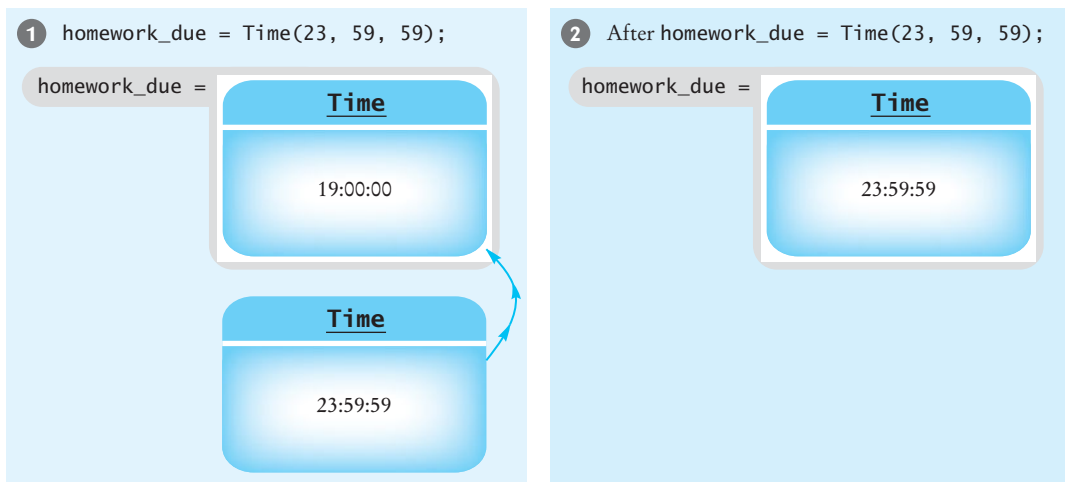 1 homework_due = Time(23, 59, 59);
homework_due =
Time
19:00:00
Time
23:59:59
2 After homework_due = Time(23, 59, 59);
homework_due =
Time
23:59:59